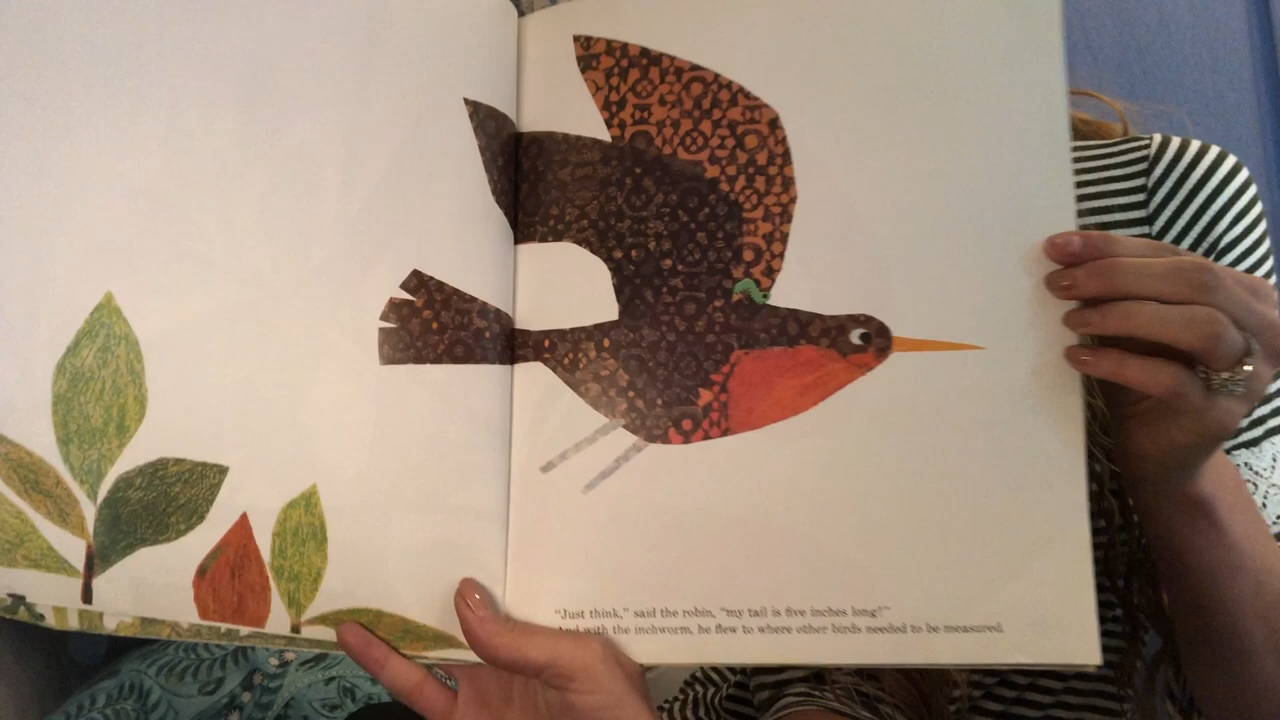 "Just think," said the robin, "my tail is five inches long!"
And with the inchworm, he flew to where other birds needed to be measured.